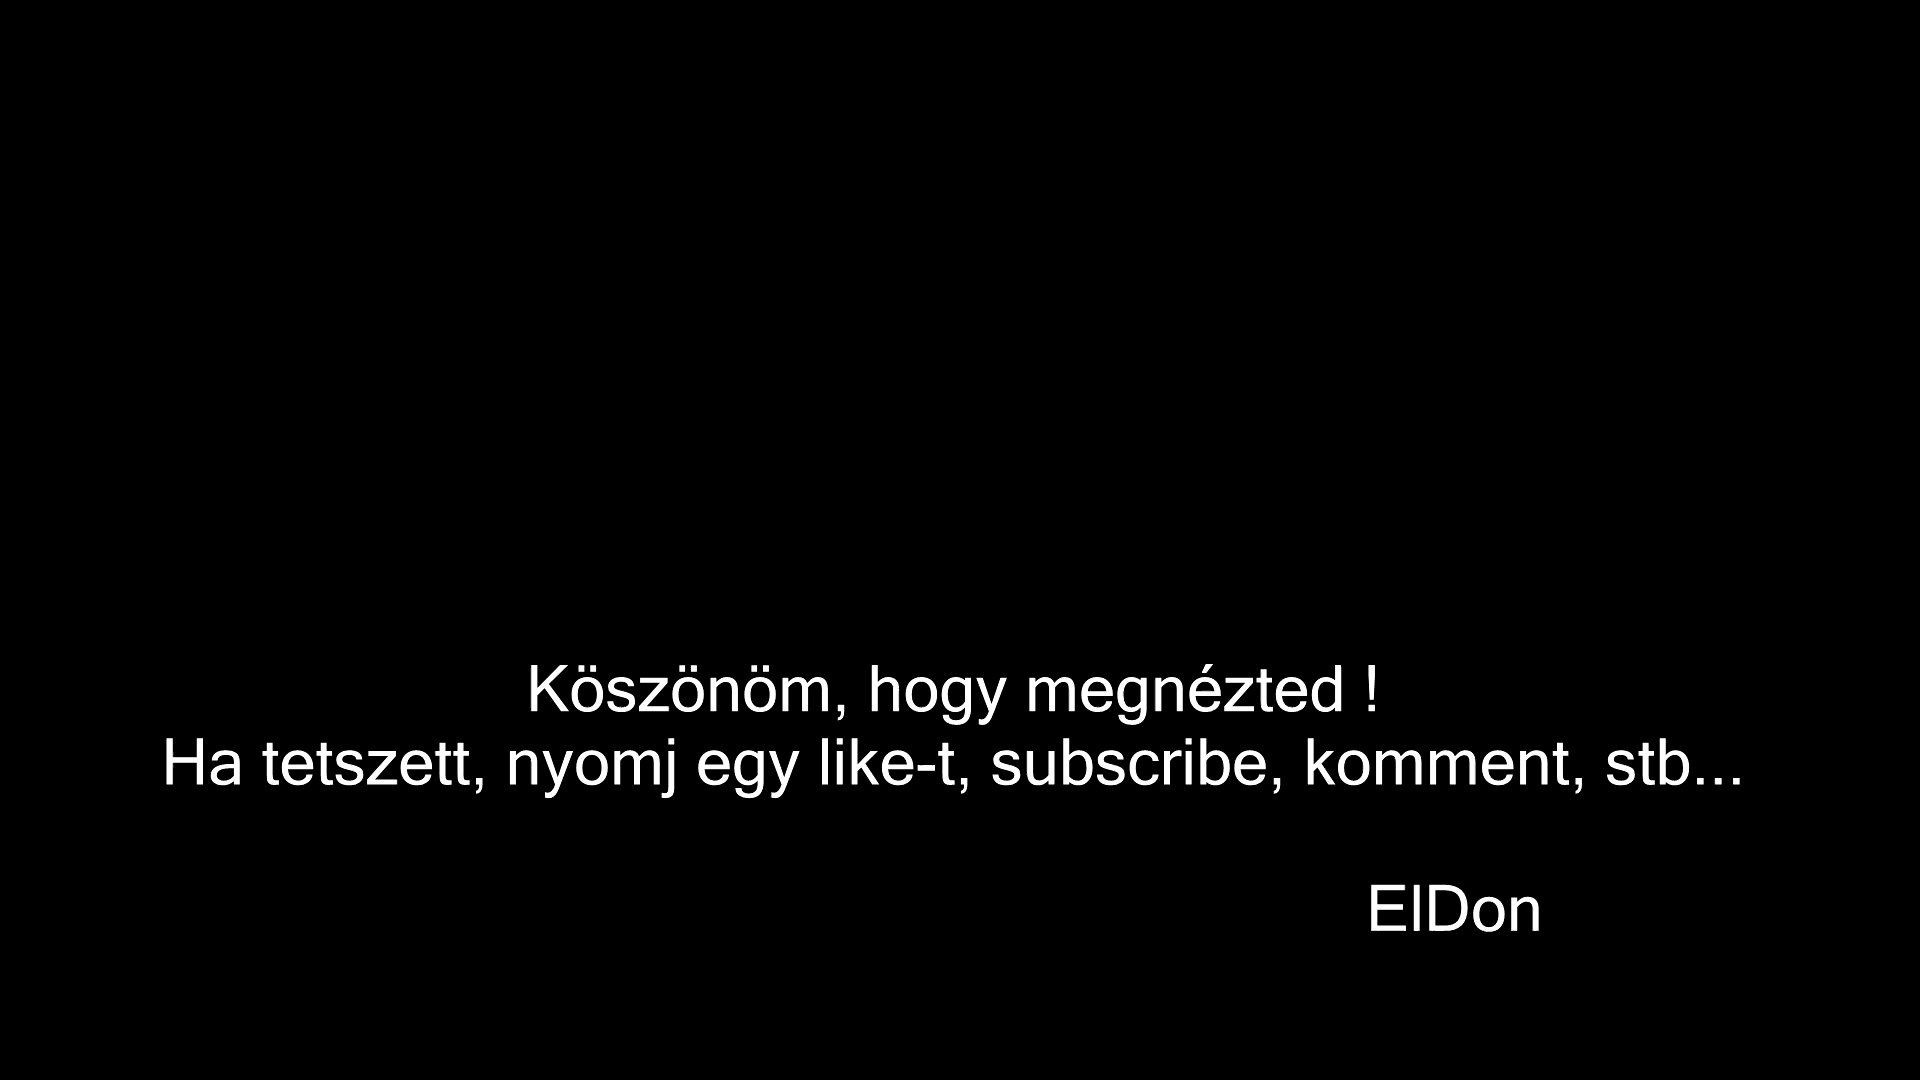 Köszönöm, hogy megnézted !
Ha tetszett, nyomj egy like-t, subscribe, komment, stb...
ElDon